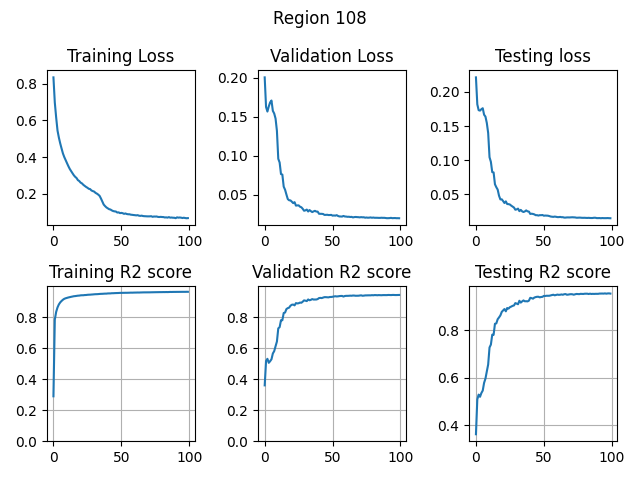 Region 108
Training Loss
Validation Loss
Testing loss
0.8
0.6
0.4
0.2
0 50 100
0.20
0.15
0.10
0.05
0 50 100
0.20
0.15
0.10
0.05
0 50 100
Training R2 score
Validation R2 score
Testing R2 score
0.8
0.6
0.4
0.2
0.0
0 50 100
0.8
0.6
0.4
0.2
0.0
0 50 100
0.8
0.6
0.4
0 50 100